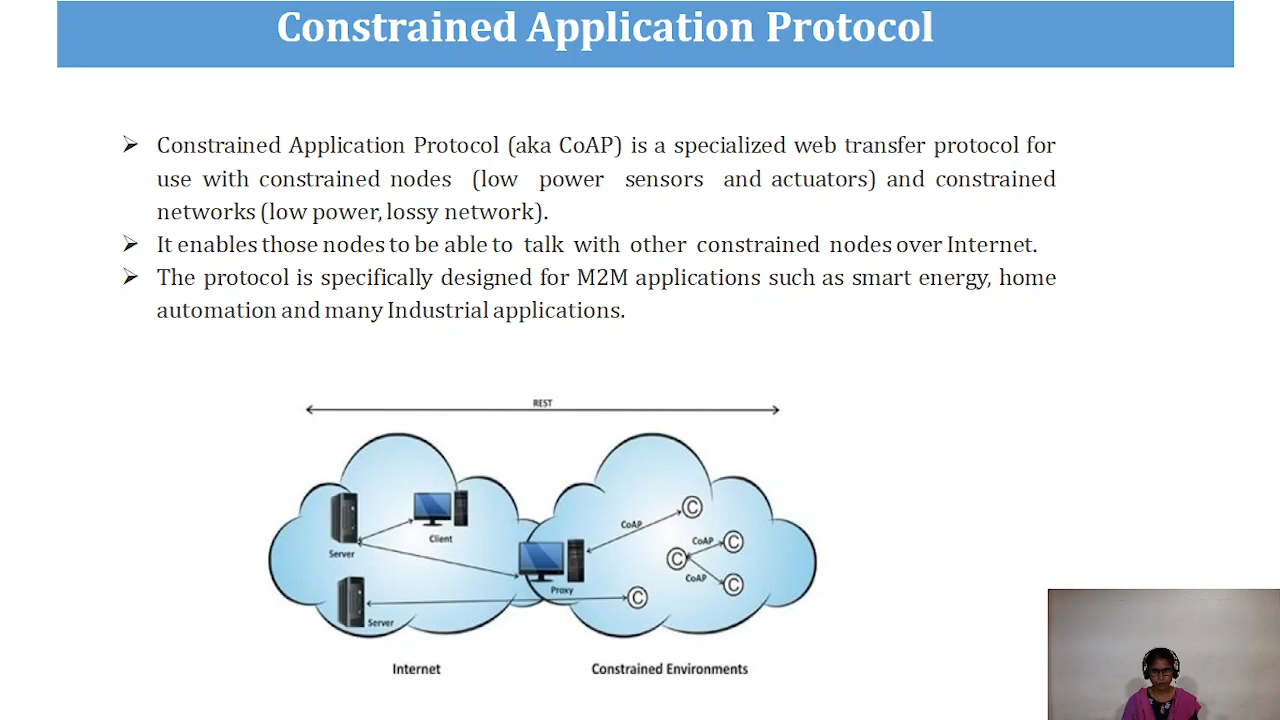 Constrained Application Protocol
➢ Constrained Application Protocol (aka CoAP) is a specialized web transfer protocol for
use with constrained nodes (low power sensors and actuators) and constrained
networks (low power, lossy network).
➢ It enables those nodes to be able to talk with other constrained nodes over Internet.
➢ The protocol is specifically designed for M2M applications such as smart energy, home
automation and many Industrial applications.
REST
Server
Client
Server
Proxy
CoAP
C
CoAP
C
C
CoAP
C
C
Internet
Constrained Environments